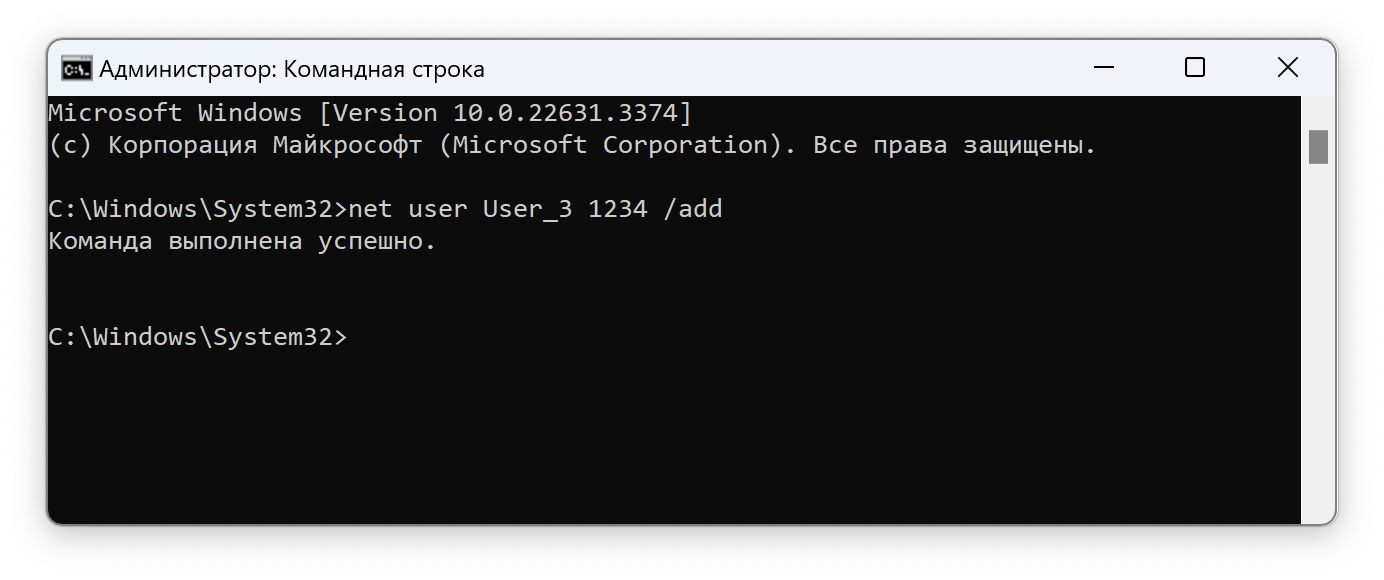 Администратор: Командная строка
Microsoft Windows [Version 10.0.22631.3374]
(c) Корпорация Майкрософт (Microsoft Corporation). Все права защищены.
C:\Windows\System32>net user User_3 1234 /add
Команда выполнена успешно.
C:\Windows\System32>